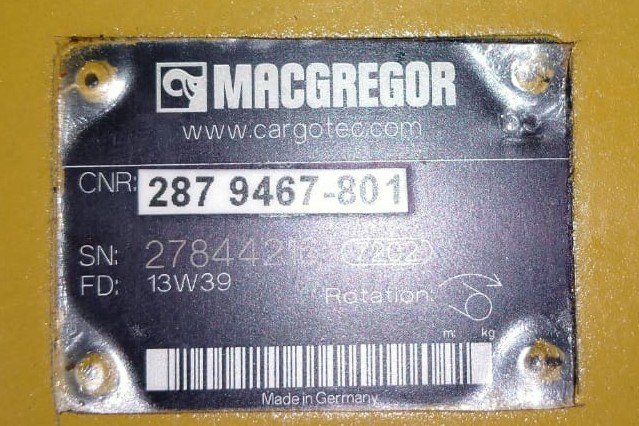 MACGREGOR
www.cargotec.com
CNR: 287 9467-801
SN:
FD: 13W39
Rotation:
m: kg
Made in Germany